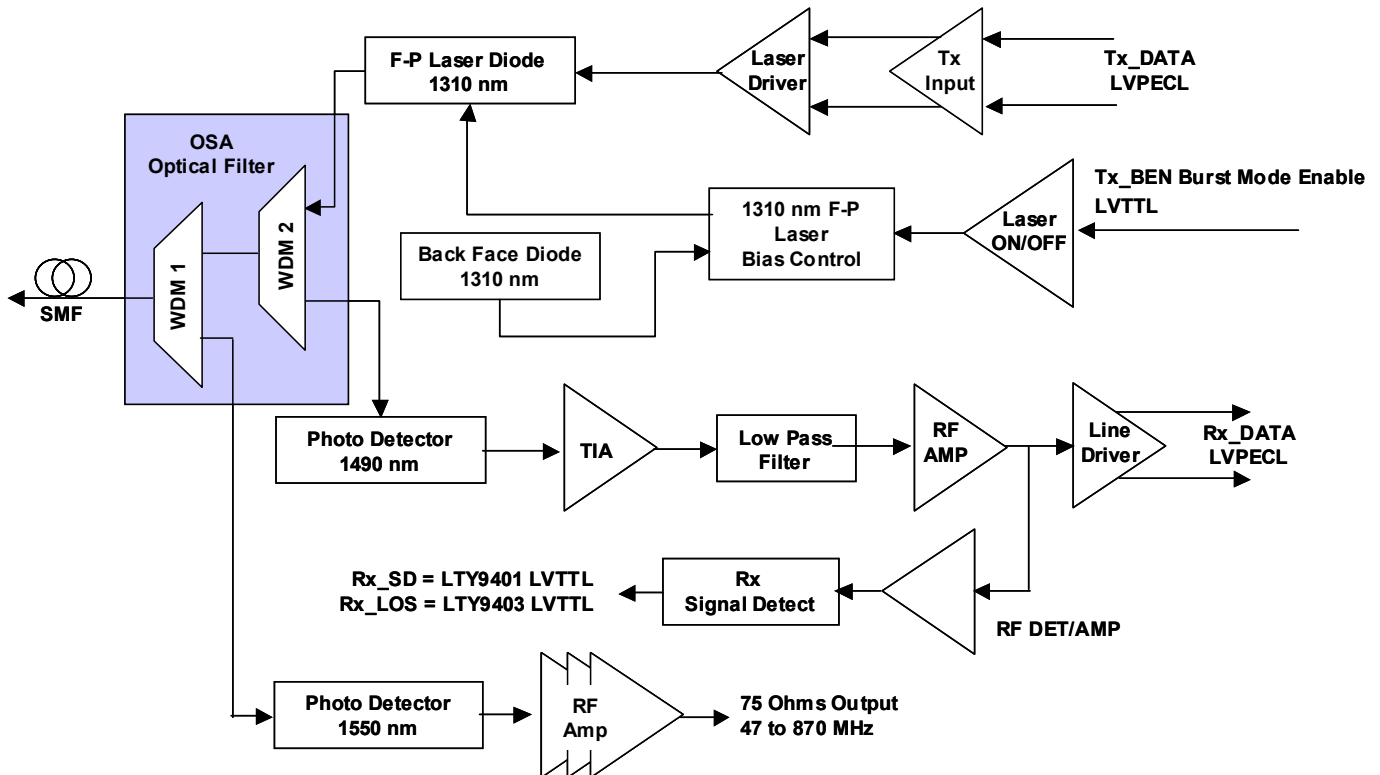 F-P Laser Diode
1310 nm
Laser
Driver
Tx
Input
Tx_DATA
LVPECL
OSA
Optical Filter
WDM 1
WDM 2
SMF
Back Face Diode
1310 nm
1310 nm F-P
Laser
Bias Control
Laser
ON/OFF
Tx_BEN Burst Mode Enable
LVTTL
Photo Detector
1490 nm
TIA
Low Pass
Filter
RF
AMP
Line
Driver
Rx_DATA
LVPECL
Rx_SD = LTY9401 LVTTL
Rx_LOS = LTY9403 LVTTL
Rx
Signal Detect
RF DET/AMP
Photo Detector
1550 nm
RF
Amp
75 Ohms Output
47 to 870 MHz